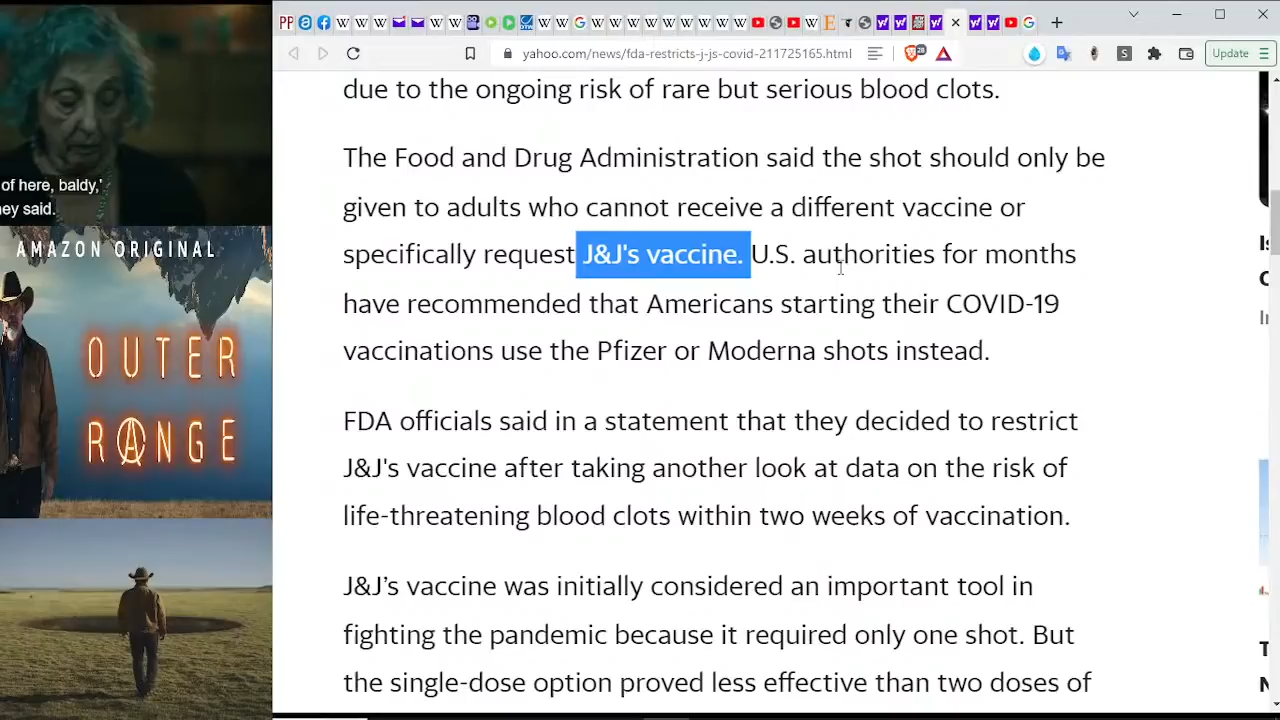 PP
yahoo.com/news/fda-restricts-j-js-covid-211725165.html
Update
due to the ongoing risk of rare but serious blood clots.
The Food and Drug Administration said the shot should only be
given to adults who cannot receive a different vaccine or
specifically request J&J's vaccine. U.S. authorities for months
have recommended that Americans starting their COVID-19
vaccinations use the Pfizer or Moderna shots instead.
FDA officials said in a statement that they decided to restrict
J&J's vaccine after taking another look at data on the risk of
life-threatening blood clots within two weeks of vaccination.
J&J’s vaccine was initially considered an important tool in
fighting the pandemic because it required only one shot. But
the single-dose option proved less effective than two doses of
of here, baldy,'
ey said.
AMAZON ORIGINAL
OUTER
RANGE